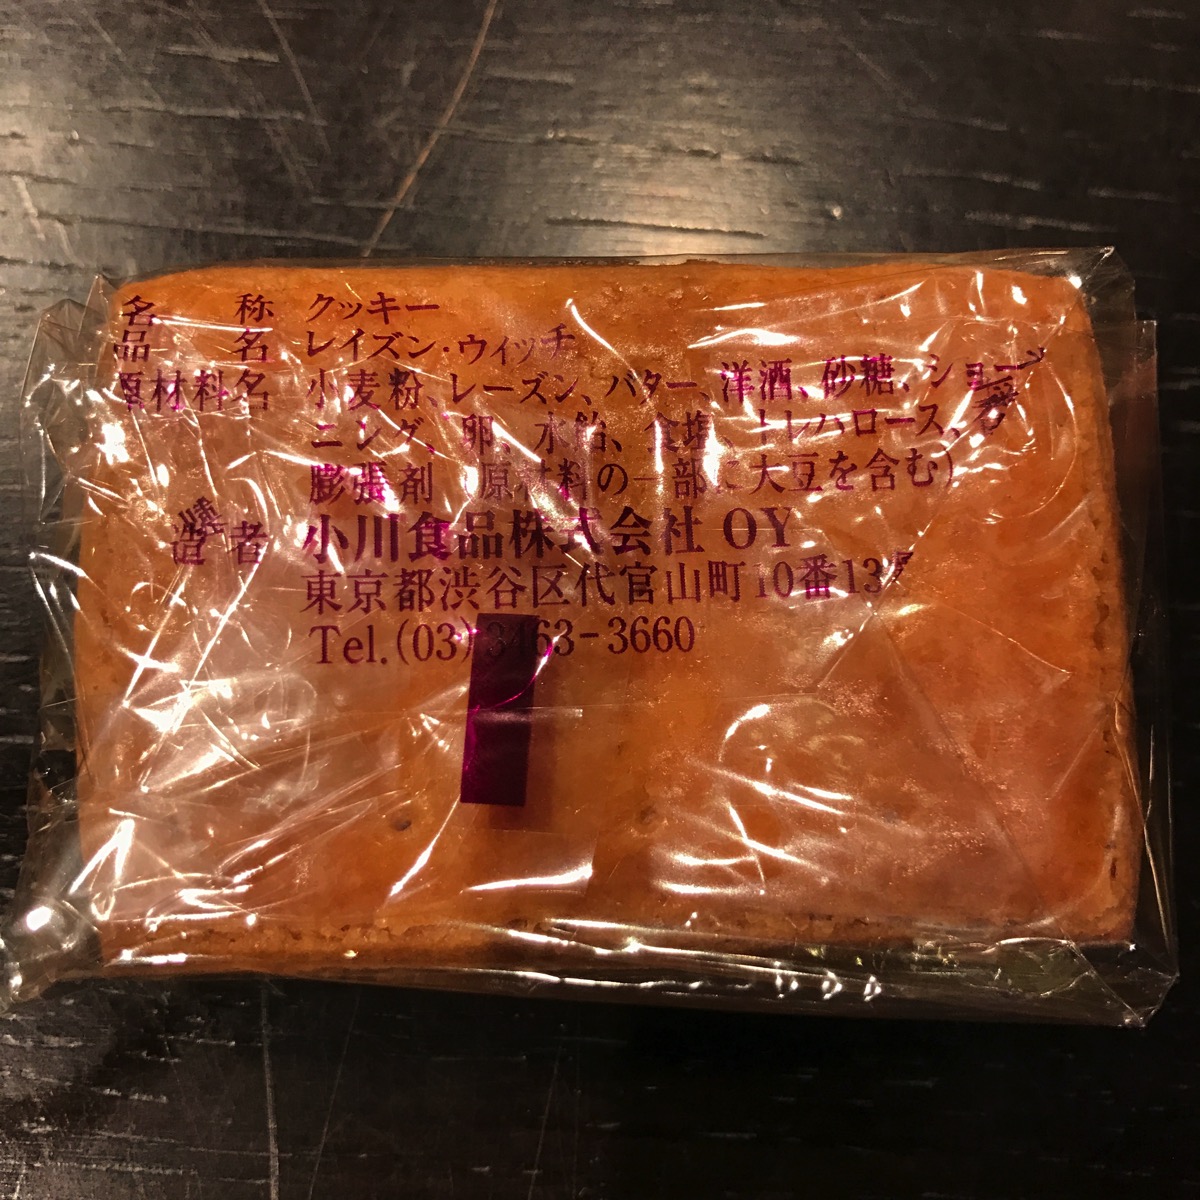 名称 クッキー
品名 レイズン・ウィッチ
原材料名 小麦粉、レーズン、バター、洋酒、砂糖、ショー
ニング、卵、水飴、食塩、トレハロース、
膨張剤 (原材料の一部に大豆を含む)
製造者 小川食品株式会社 OY
東京都渋谷区代官山町10番13号
Tel.(03)3463-3660